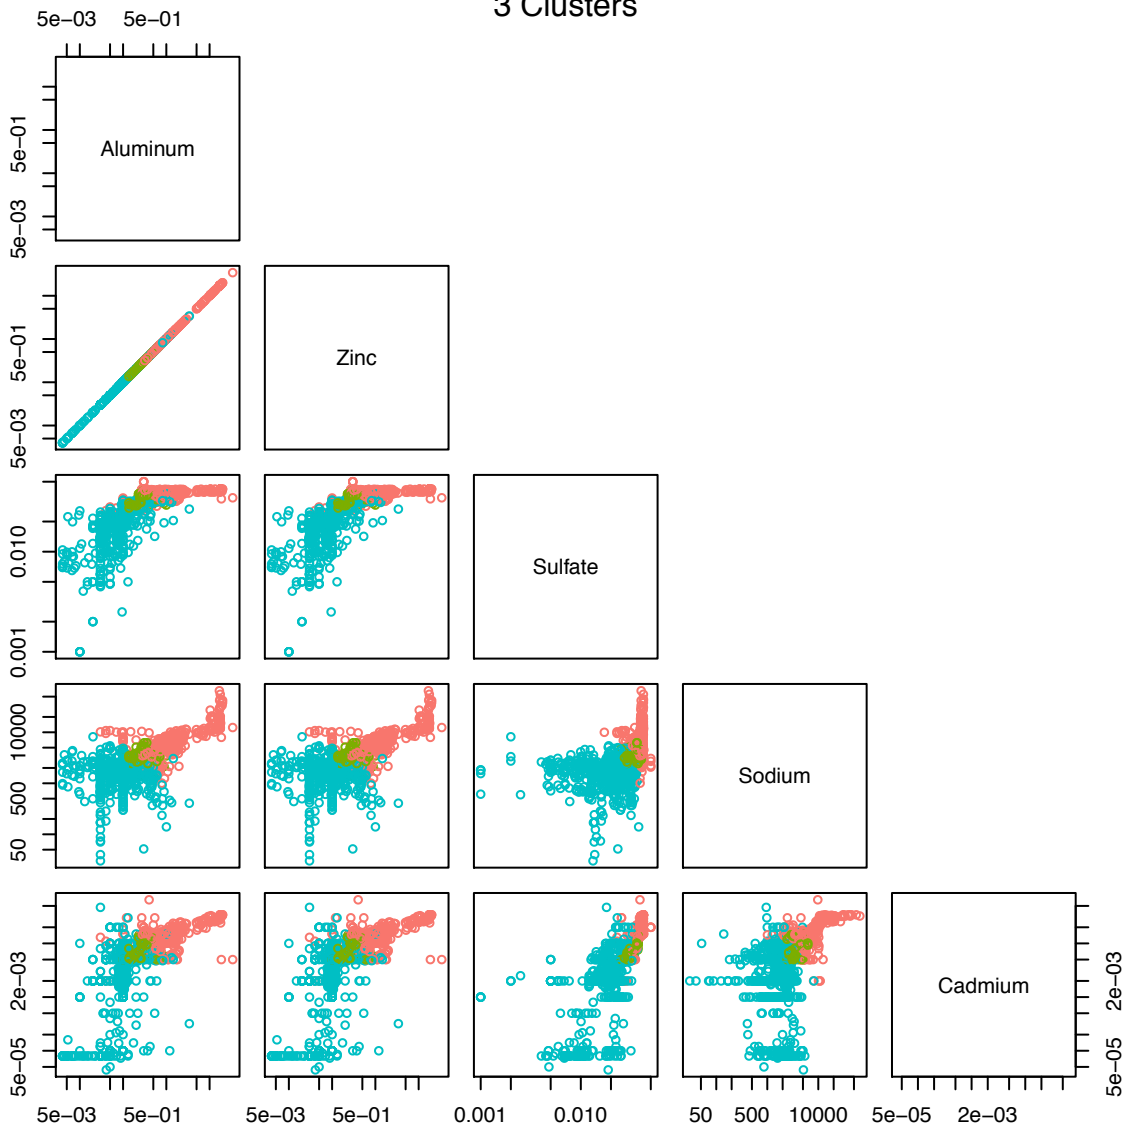 3 Clusters
5e−03 5e−01
Aluminum
5e−03 5e−01
Zinc
5e−03 5e−01
Sulfate
0.001 0.010
Sodium
50 500 10000
Cadmium
5e−05 2e−03
5e−05 2e−03
5e−03 5e−01 5e−03 5e−01 0.001 0.010 50 500 10000 5e−05 2e−03